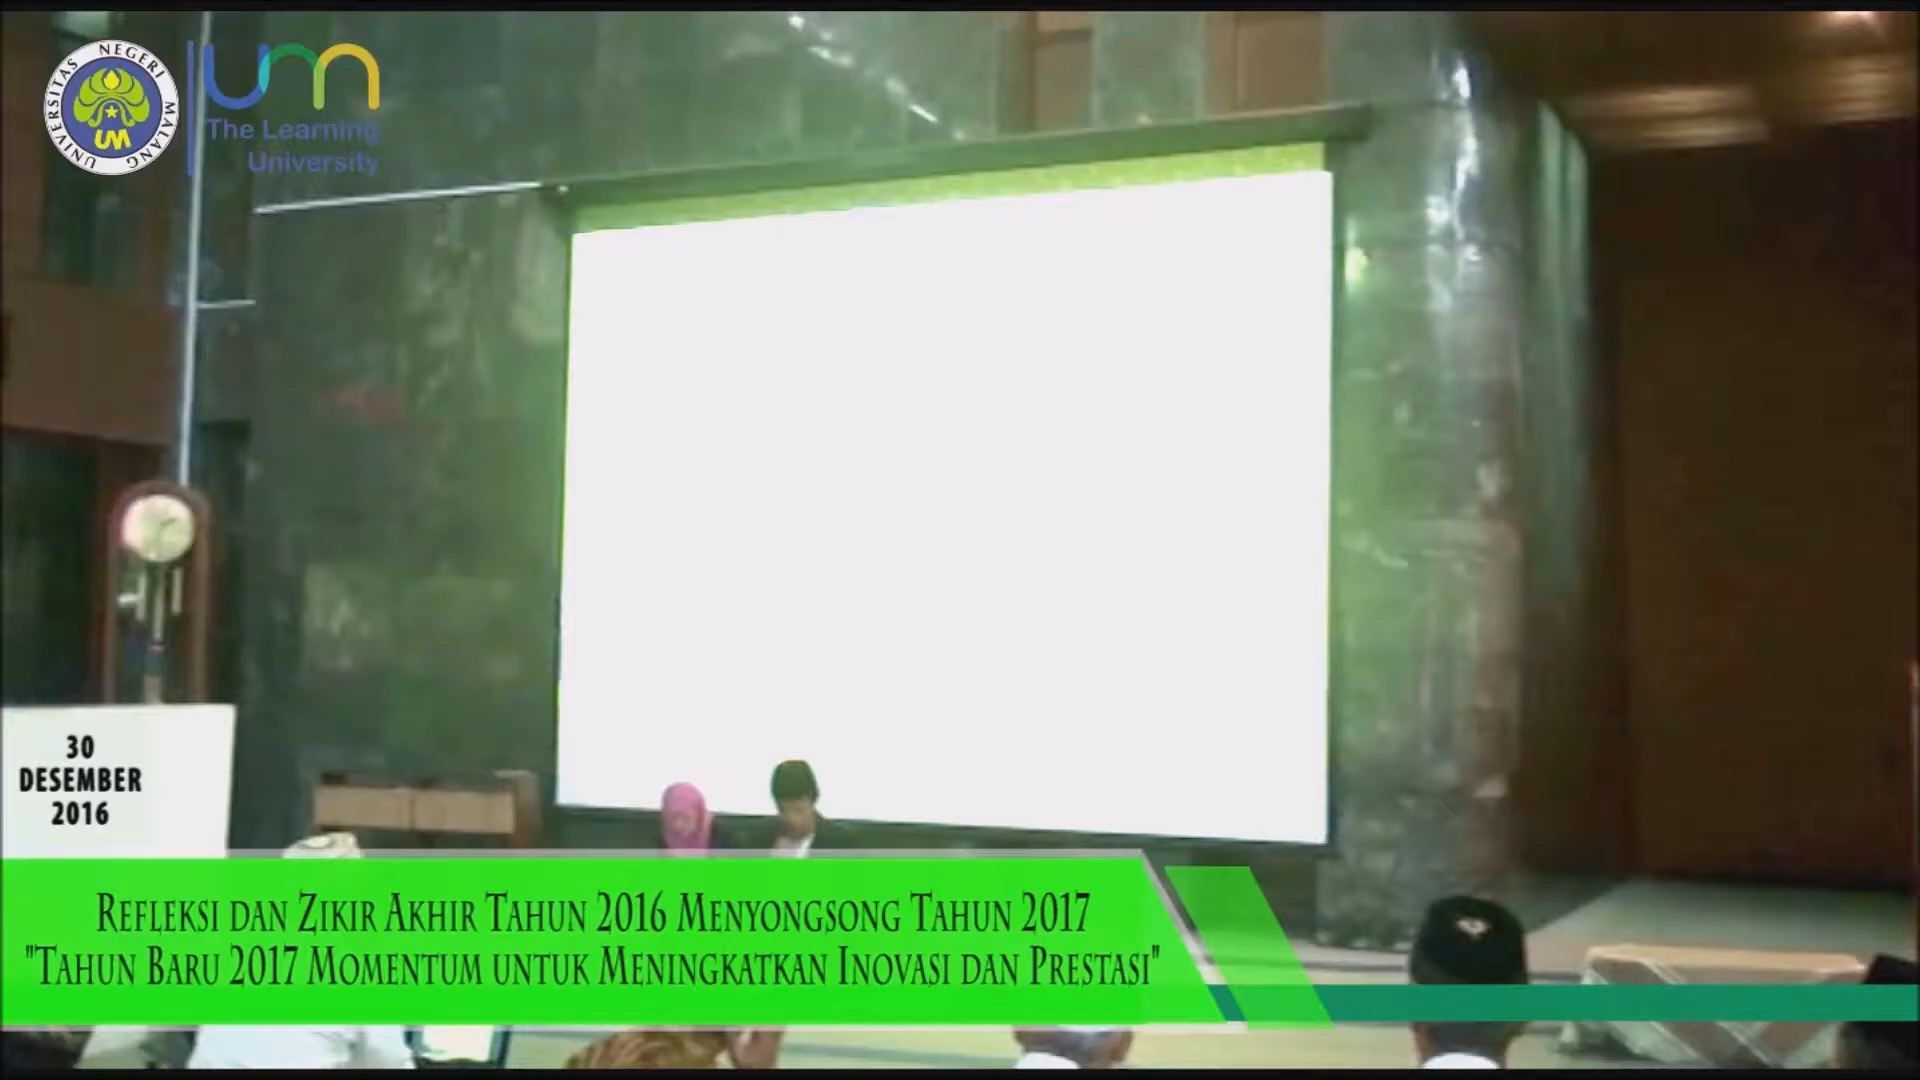 UNIVERSITAS NEGERI MALANG
UM
um
The Learning
University
30
DESEMBER
2016
REFLEKSI DAN ZIKIR AKHIR TAHUN 2016 MENYONGSONG TAHUN 2017
"TAHUN BARU 2017 MOMENTUM UNTUK MENINGKATKAN INOVASI DAN PRESTASI"